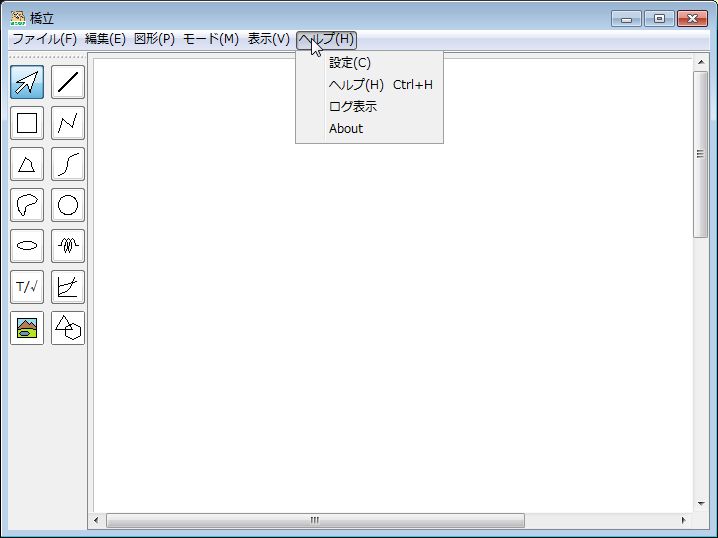 橋立
ファイル(F) 編集(E) 図形(P) モード(M) 表示(V) ヘルプ(H)
設定(C)
ヘルプ(H) Ctrl+H
ログ表示
About
T/√